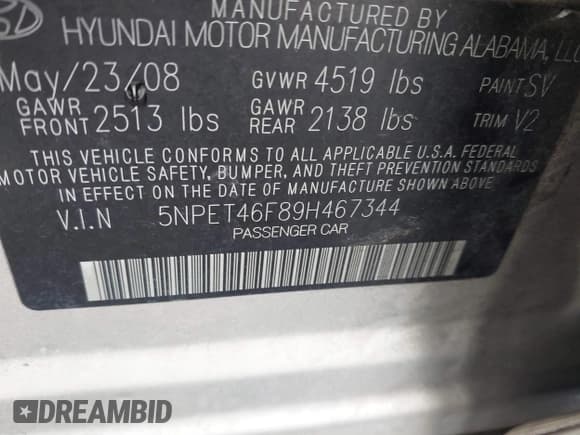 MANUFACTURED BY
HYUNDAI MOTOR MANUFACTURING ALABAMA, LLC
May/23/08 GVWR 4519 lbs PAINT SV
GAWR FRONT 2513 lbs GAWR REAR 2138 lbs TRIM V2
THIS VEHICLE CONFORMS TO ALL APPLICABLE U.S.A. FEDERAL
MOTOR VEHICLE SAFETY, BUMPER, AND THEFT PREVENTION STANDARDS
IN EFFECT ON THE DATE OF MANUFACTURE SHOWN ABOVE
V.I.N 5NPET46F89H467344
PASSENGER CAR
DREAMBID